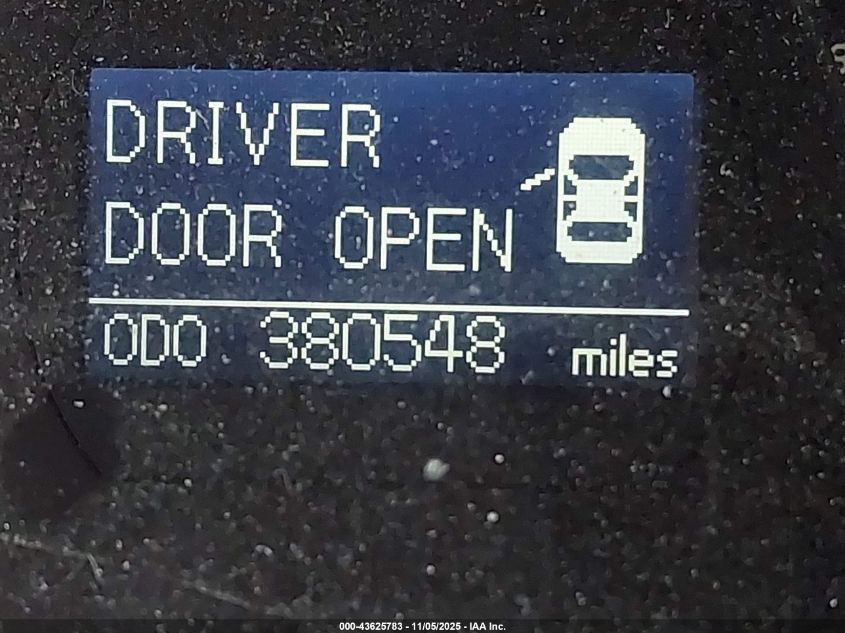 DRIVER
DOOR OPEN
ODO 380548 miles
000-43625783 - 11/05/2025 - IAA Inc.